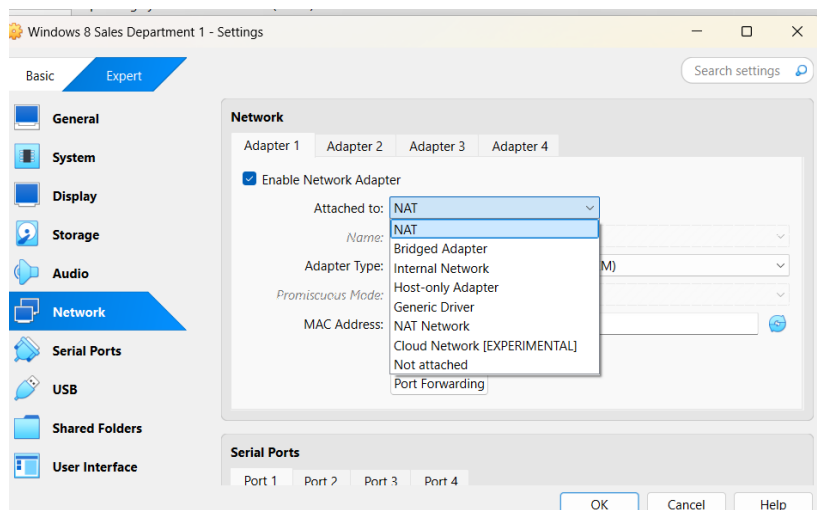 Windows 8 Sales Department 1 - Settings
Basic Expert Search settings
General
System
Display
Storage
Audio
Network
Serial Ports
USB
Shared Folders
User Interface
Network
Adapter 1 Adapter 2 Adapter 3 Adapter 4
Enable Network Adapter
Attached to: NAT
NAT
Bridged Adapter
Internal Network
Host-only Adapter
Generic Driver
NAT Network
Cloud Network [EXPERIMENTAL]
Not attached
Name:
Adapter Type: M)
Promiscuous Mode:
MAC Address:
Port Forwarding
Serial Ports
Port 1 Port 2 Port 3 Port 4
OK Cancel Help